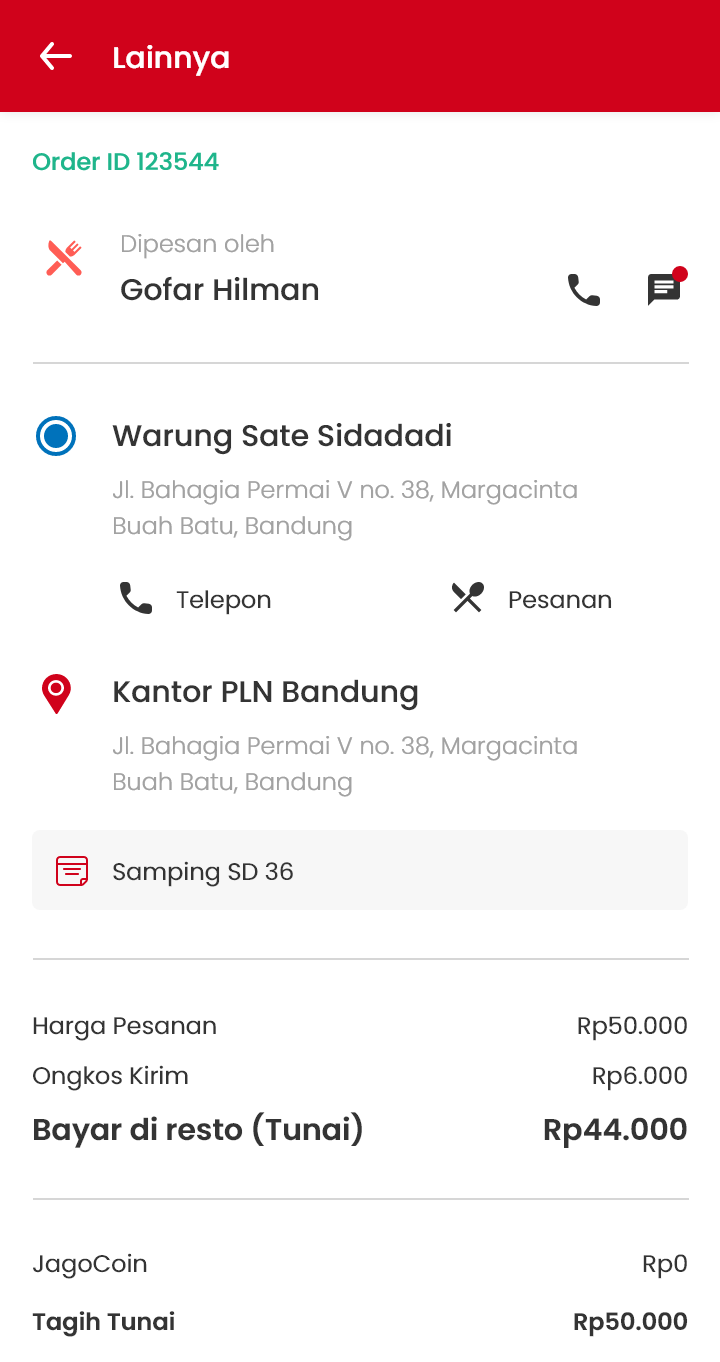 Lainnya
Order ID 123544
Dipesan oleh
Gofar Hilman
Warung Sate Sidadadi
Jl. Bahagia Permai V no. 38, Margacinta
Buah Batu, Bandung
Telepon
Pesanan
Kantor PLN Bandung
Jl. Bahagia Permai V no. 38, Margacinta
Buah Batu, Bandung
Samping SD 36
Harga Pesanan Rp50.000
Ongkos Kirim Rp6.000
Bayar di resto (Tunai) Rp44.000
JagoCoin Rp0
Tagih Tunai Rp50.000